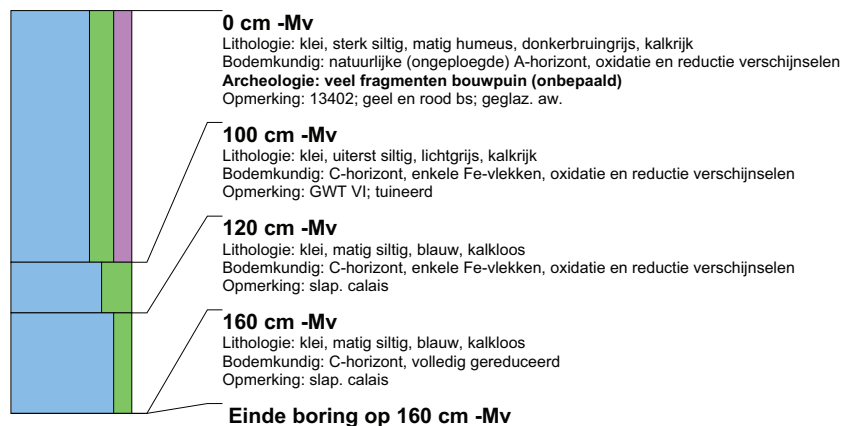 0 cm -Mv
Lithologie: klei, sterk siltig, matig humeus, donkerbruingrijs, kalkrijk
Bodemkundig: natuurlijke (ongeploegde) A-horizont, oxidatie en reductie verschijnselen
Archeologie: veel fragmenten bouwpuin (onbepaald)
Opmerking: 13402; geel en rood bs; geglaz. aw.
100 cm -Mv
Lithologie: klei, uiterst siltig, lichtgrijs, kalkrijk
Bodemkundig: C-horizont, enkele Fe-vlekken, oxidatie en reductie verschijnselen
Opmerking: GWT VI; tuineerd
120 cm -Mv
Lithologie: klei, matig siltig, blauw, kalkloos
Bodemkundig: C-horizont, enkele Fe-vlekken, oxidatie en reductie verschijnselen
Opmerking: slap. calais
160 cm -Mv
Lithologie: klei, matig siltig, blauw, kalkloos
Bodemkundig: C-horizont, volledig gereduceerd
Opmerking: slap. calais
Einde boring op 160 cm -Mv